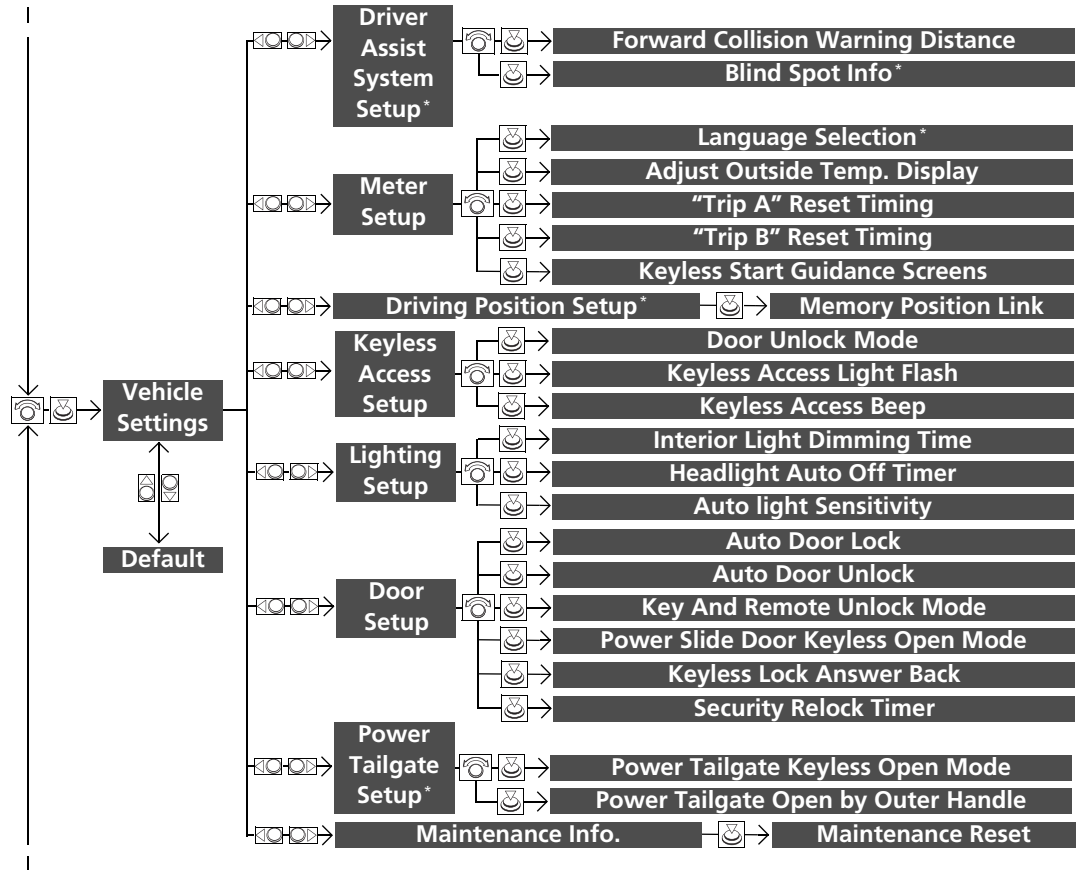 Driver
Assist
System
Setup*
Forward Collision Warning Distance
Blind Spot Info*
Meter
Setup
Language Selection*
Adjust Outside Temp. Display
“Trip A” Reset Timing
“Trip B” Reset Timing
Keyless Start Guidance Screens
Driving Position Setup*
Memory Position Link
Keyless
Access
Setup
Door Unlock Mode
Keyless Access Light Flash
Keyless Access Beep
Vehicle
Settings
Default
Lighting
Setup
Interior Light Dimming Time
Headlight Auto Off Timer
Auto light Sensitivity
Door
Setup
Auto Door Lock
Auto Door Unlock
Key And Remote Unlock Mode
Power Slide Door Keyless Open Mode
Keyless Lock Answer Back
Security Relock Timer
Power
Tailgate
Setup*
Power Tailgate Keyless Open Mode
Power Tailgate Open by Outer Handle
Maintenance Info.
Maintenance Reset